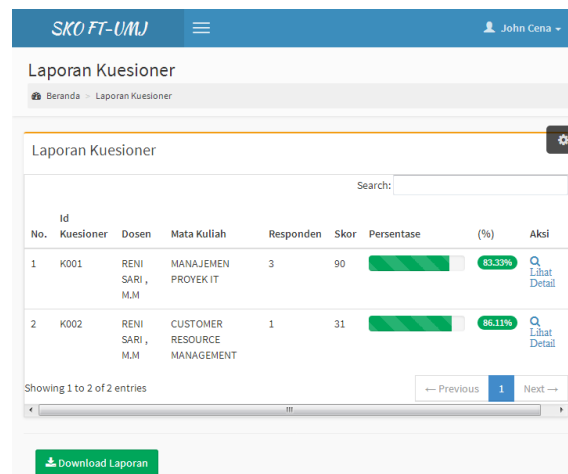 SKO FT-UMJ
John Cena
Laporan Kuesioner
Beranda > Laporan Kuesioner
Laporan Kuesioner
Search:
No. Id Kuesioner Dosen Mata Kuliah Responden Skor Persentase (%) Aksi
1 K001 RENI SARI , M.M MANAJEMEN PROYEK IT 3 90 83.33% Lihat Detail
2 K002 RENI SARI , M.M CUSTOMER RESOURCE MANAGEMENT 1 31 86.11% Lihat Detail
Showing 1 to 2 of 2 entries
← Previous 1 Next →
Download Laporan